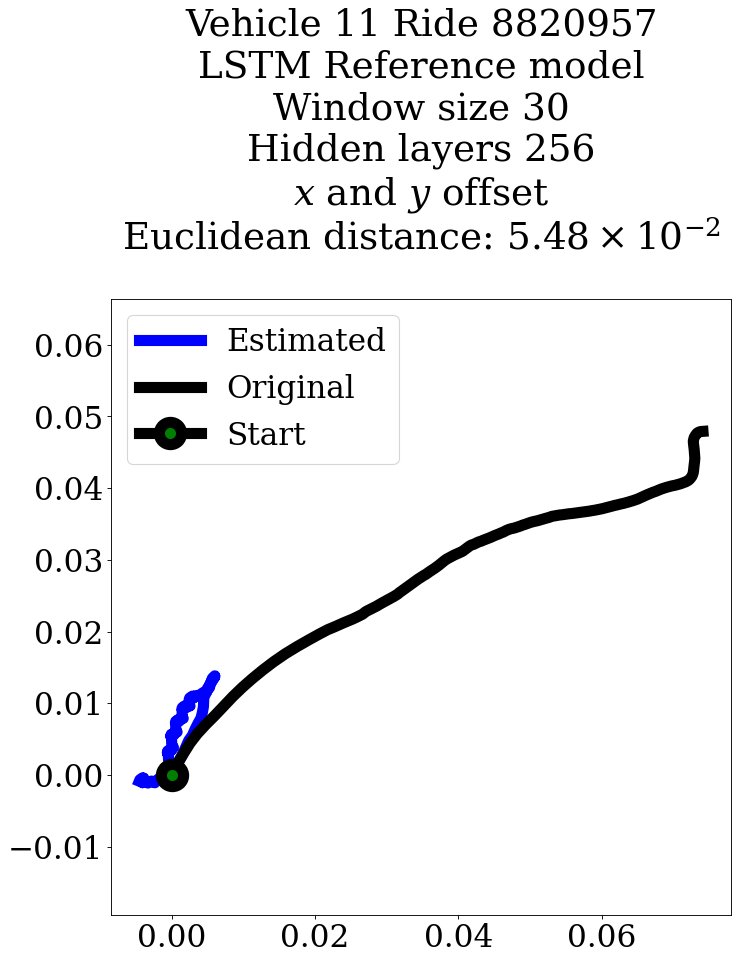 Vehicle 11 Ride 8820957
LSTM Reference model
Window size 30
Hidden layers 256
x and y offset
Euclidean distance: 5.48 × 10⁻²
Estimated
Original
Start
0.06
0.05
0.04
0.03
0.02
0.01
0.00
−0.01
0.00 0.02 0.04 0.06